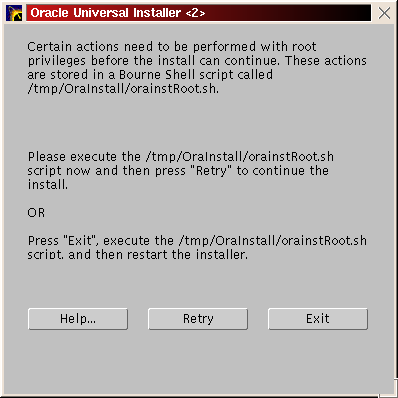 Oracle Universal Installer <2>
Certain actions need to be performed with root
privileges before the install can continue. These actions
are stored in a Bourne Shell script called
/tmp/OraInstall/orainstRoot.sh.
Please execute the /tmp/OraInstall/orainstRoot.sh
script now and then press "Retry" to continue the
install.
OR
Press "Exit", execute the /tmp/OraInstall/orainstRoot.sh
script, and then restart the installer.
Help... Retry Exit